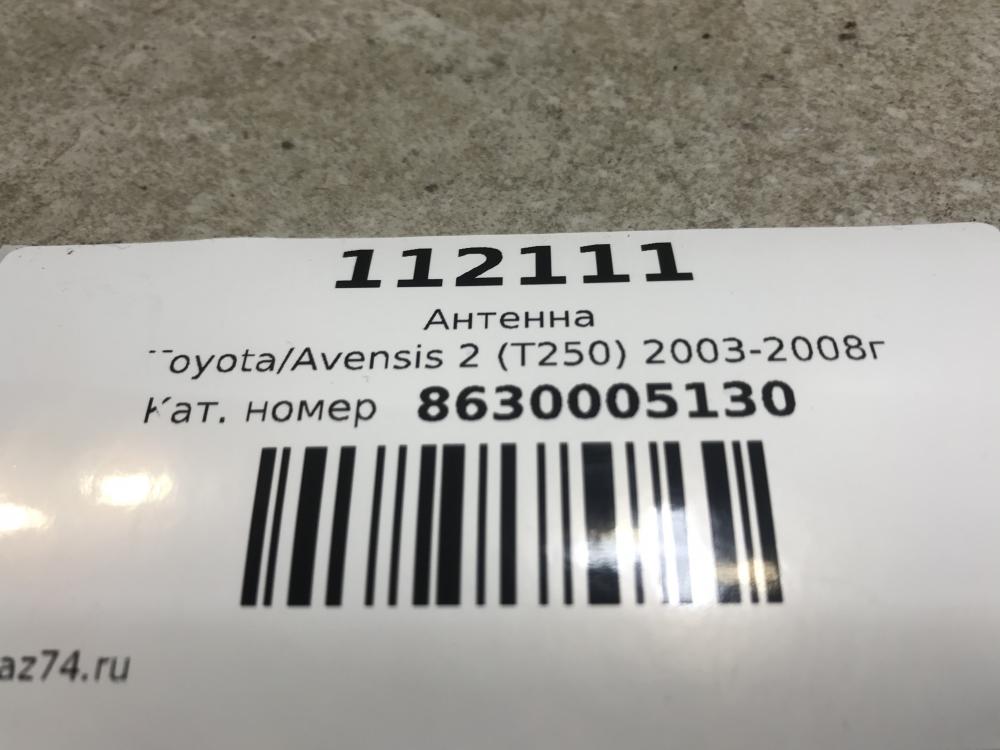 112111
Антенна
Toyota/Avensis 2 (T250) 2003-2008г
Кат. номер 8630005130
az74.ru